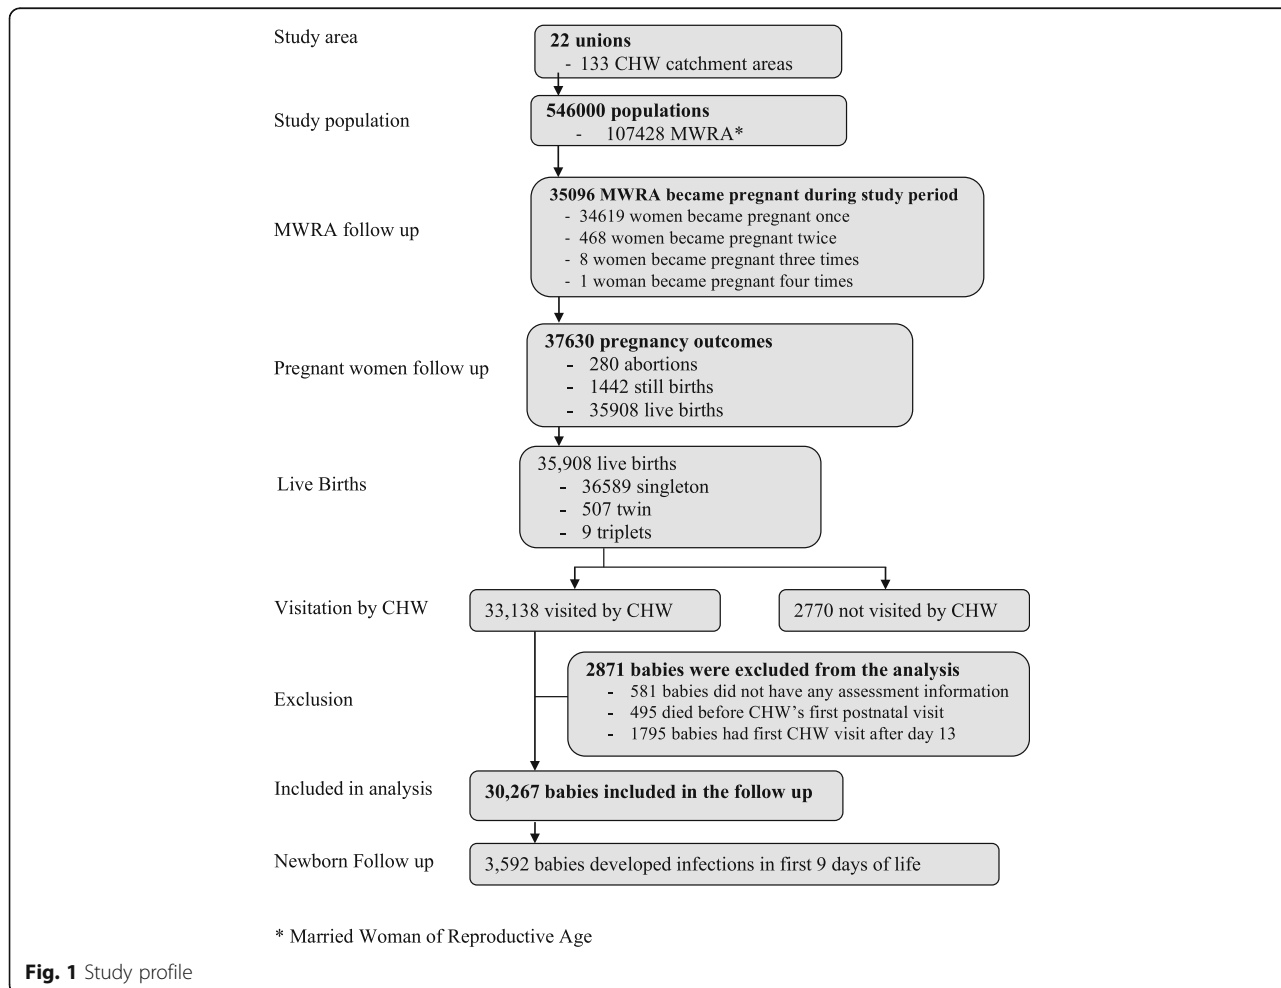 Study area
22 unions
- 133 CHW catchment areas
Study population
546000 populations
- 107428 MWRA*
MWRA follow up
35096 MWRA became pregnant during study period
- 34619 women became pregnant once
- 468 women became pregnant twice
- 8 women became pregnant three times
- 1 woman became pregnant four times
Pregnant women follow up
37630 pregnancy outcomes
- 280 abortions
- 1442 still births
- 35908 live births
Live Births
35,908 live births
- 36589 singleton
- 507 twin
- 9 triplets
Visitation by CHW
33,138 visited by CHW
2770 not visited by CHW
Exclusion
2871 babies were excluded from the analysis
- 581 babies did not have any assessment information
- 495 died before CHW's first postnatal visit
- 1795 babies had first CHW visit after day 13
Included in analysis
30,267 babies included in the follow up
Newborn Follow up
3,592 babies developed infections in first 9 days of life
* Married Woman of Reproductive Age
Fig. 1 Study profile